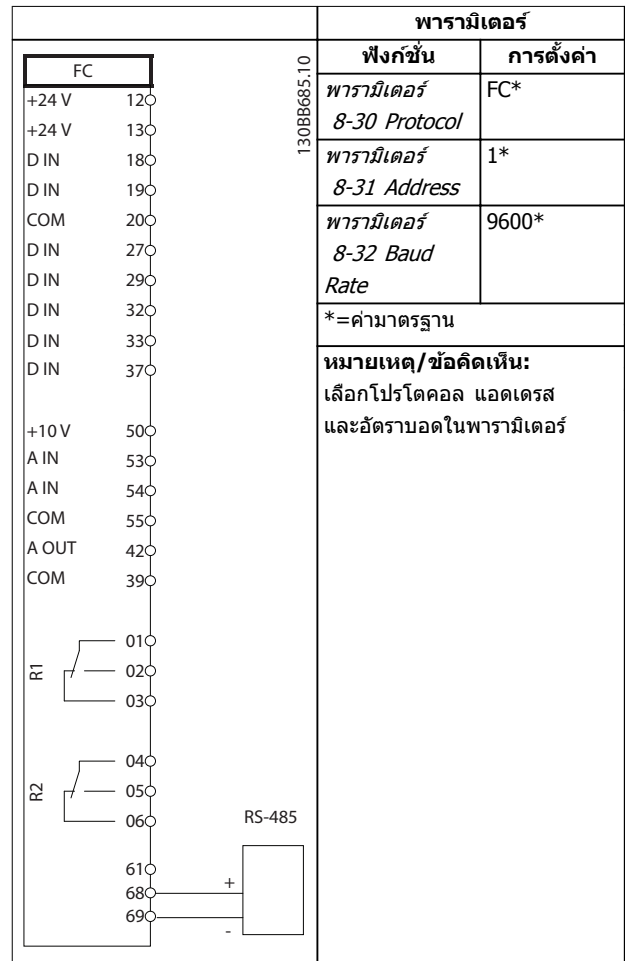 พารามิเตอร์
ฟังก์ชั่น การตั้งค่า
พารามิเตอร์ FC*
8-30 Protocol
พารามิเตอร์ 1*
8-31 Address
พารามิเตอร์ 9600*
8-32 Baud
Rate
*=ค่ามาตรฐาน
หมายเหตุ/ข้อคิดเห็น:
เลือกโปรโตคอล แอดเดรส
และอัตราบอดในพารามิเตอร์
FC
130BB685.10
+24 V 12
+24 V 13
D IN 18
D IN 19
COM 20
D IN 27
D IN 29
D IN 32
D IN 33
D IN 37
+10 V 50
A IN 53
A IN 54
COM 55
A OUT 42
COM 39
R1
01
02
03
R2
04
05
06
RS-485
61
68 +
69 -